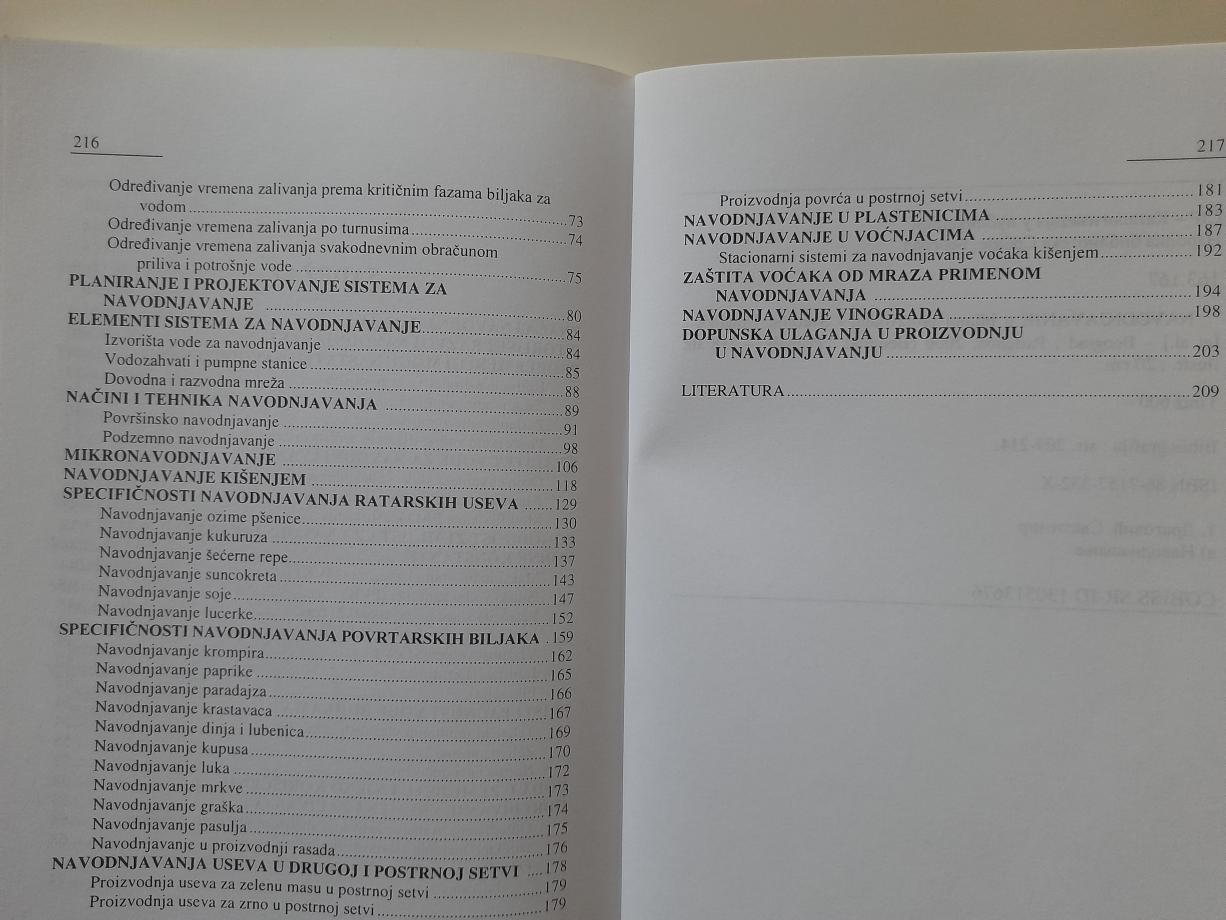 216
Određivanje vremena zalivanja prema kritičnim fazama biljaka za
vodom ........ 73
Određivanje vremena zalivanja po turnusima ........ 74
Određivanje vremena zalivanja svakodnevnim obračunom
priliva i potrošnje vode ........ 75
PLANIRANJE I PROJEKTOVANJE SISTEMA ZA
NAVODNJAVANJE ........ 80
ELEMENTI SISTEMA ZA NAVODNJAVANJE ........ 84
Izvorišta vode za navodnjavanje ........ 84
Vodozahvati i pumpne stanice ........ 85
Dovodna i razvodna mreža ........ 88
NAČINI I TEHNIKA NAVODNJAVANJA ........ 89
Površinsko navodnjavanje ........ 91
Podzemno navodnjavanje ........ 98
MIKRONAVODNJAVANJE ........ 106
NAVODNJAVANJE KIŠENJEM ........ 118
SPECIFIČNOSTI NAVODNJAVANJA RATARSKIH USEVA ....... 129
Navodnjavanje ozime pšenice ........ 130
Navodnjavanje kukuruza ........ 133
Navodnjavanje šećerne repe ........ 137
Navodnjavanje suncokreta ........ 143
Navodnjavanje soje ........ 147
Navodnjavanje lucerke ........ 152
SPECIFIČNOSTI NAVODNJAVANJA POVRTARSKIH BILJAKA . 159
Navodnjavanje krompira ........ 162
Navodnjavanje paprike ........ 165
Navodnjavanje paradajza ........ 166
Navodnjavanje krastavaca ........ 167
Navodnjavanje dinja i lubenica ........ 169
Navodnjavanje kupusa ........ 170
Navodnjavanje luka ........ 172
Navodnjavanje mrkve ........ 173
Navodnjavanje graška ........ 174
Navodnjavanje pasulja ........ 175
Navodnjavanje u proizvodnji rasada ........ 176
NAVODNJAVANJA USEVA U DRUGOJ I POSTRNOJ SETVI .... 178
Proizvodnja useva za zelenu masu u postrnoj setvi ........ 179
Proizvodnja useva za zrno u postrnoj setvi ........ 179
217
Proizvodnja povrća u postrnoj setvi ........ 181
NAVODNJAVANJE U PLASTENICIMA ........ 183
NAVODNJAVANJE U VOĆNJACIMA ........ 187
Stacionarni sistemi za navodnjavanje voćaka kišenjem ........ 192
ZAŠTITA VOĆAKA OD MRAZA PRIMENOM
NAVODNJAVANJA ........ 194
NAVODNJAVANJE VINOGRADA ........ 198
DOPUNSKA ULAGANJA U PROIZVODNJU
U NAVODNJAVANJU ........ 203
LITERATURA ........ 209